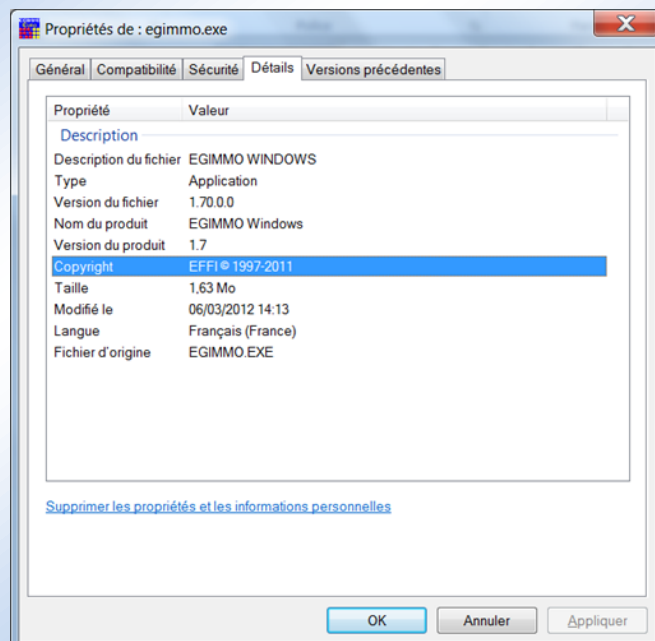 Propriétés de : egimmo.exe
Général Compatibilité Sécurité Détails Versions précédentes
Propriété Valeur
Description
Description du fichier EGIMMO WINDOWS
Type Application
Version du fichier 1.70.0.0
Nom du produit EGIMMO Windows
Version du produit 1.7
Copyright EFFI © 1997-2011
Taille 1,63 Mo
Modifié le 06/03/2012 14:13
Langue Français (France)
Fichier d'origine EGIMMO.EXE
Supprimer les propriétés et les informations personnelles
OK Annuler Appliquer